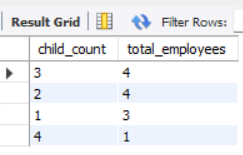 Result Grid Filter Rows:
child_count total_employees
3 4
2 4
1 3
4 1